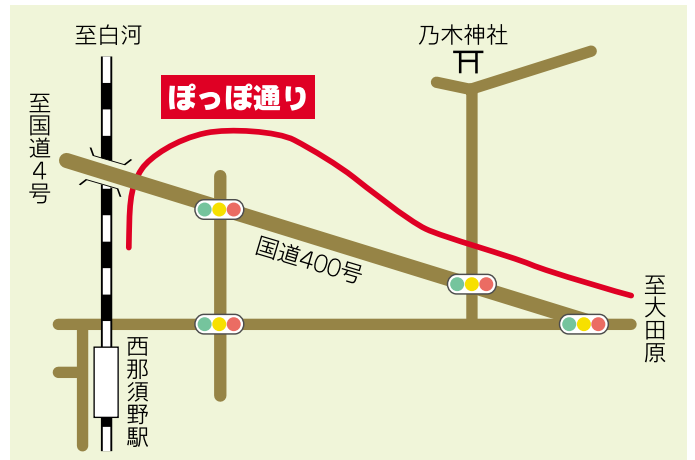 至白河
乃木神社
ぽっぽ通り
至国道4号
国道400号
至大田原
西那須野駅